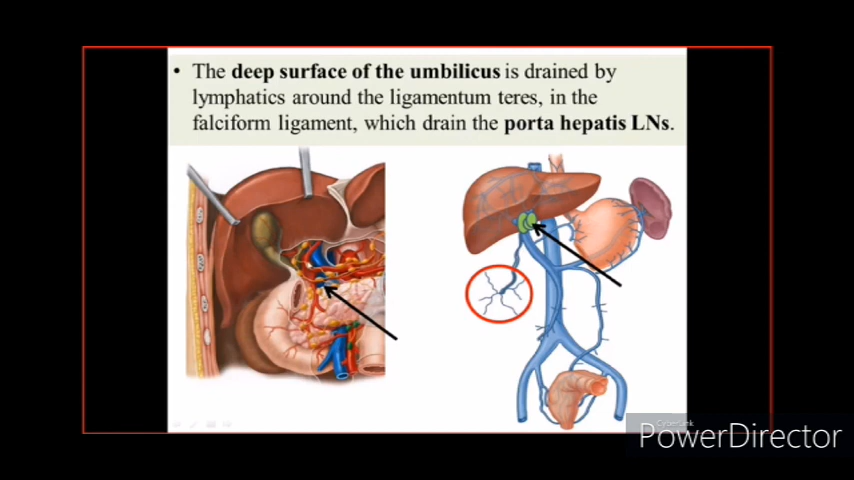 • The deep surface of the umbilicus is drained by
lymphatics around the ligamentum teres, in the
falciform ligament, which drain the porta hepatis LNs.
CyberLink
PowerDirector